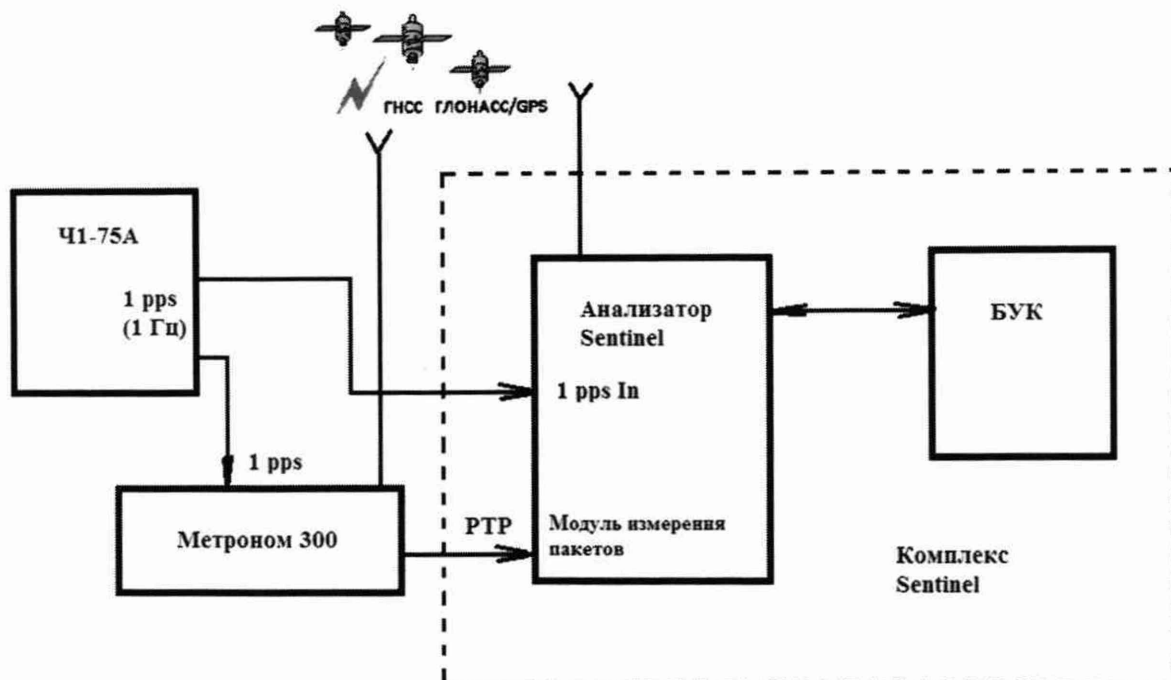 ГНСС ГЛОНАСС/GPS
Ч1-75А
1 pps
(1 Гц)
Анализатор
Sentinel
БУК
1 pps In
1 pps
Метроном 300
PTP
Модуль измерения
пакетов
Комплекс
Sentinel